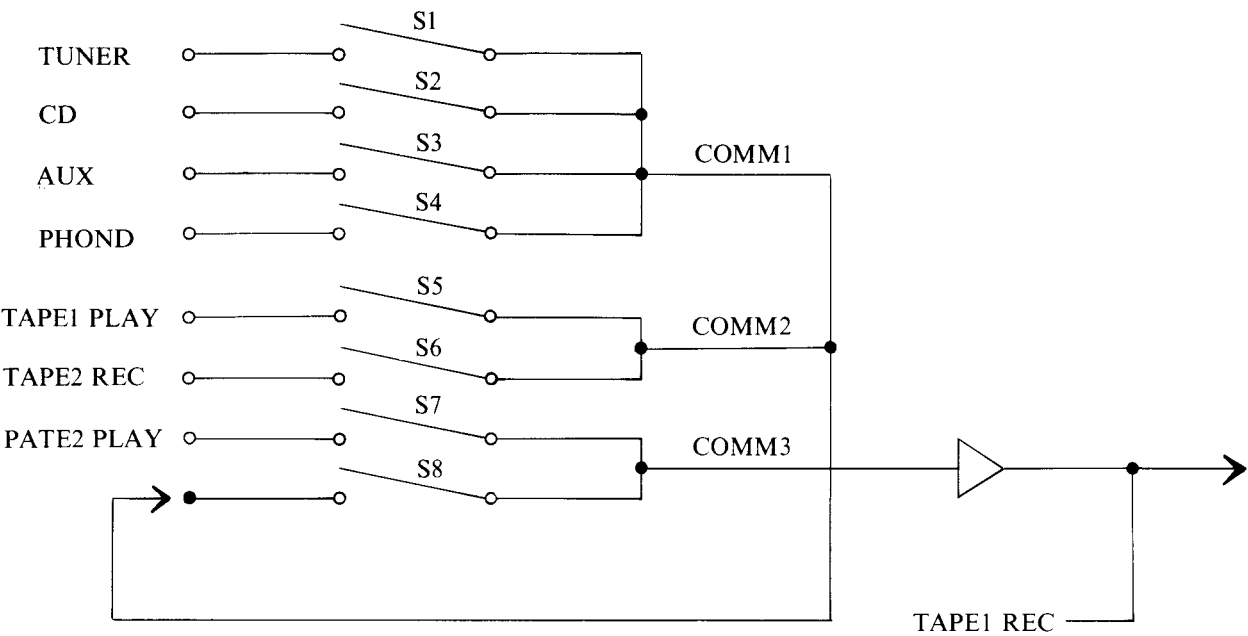 S1
TUNER
S2
CD
S3
COMM1
AUX
S4
PHOND
S5
TAPE1 PLAY
COMM2
S6
TAPE2 REC
S7
PATE2 PLAY
COMM3
S8
TAPE1 REC